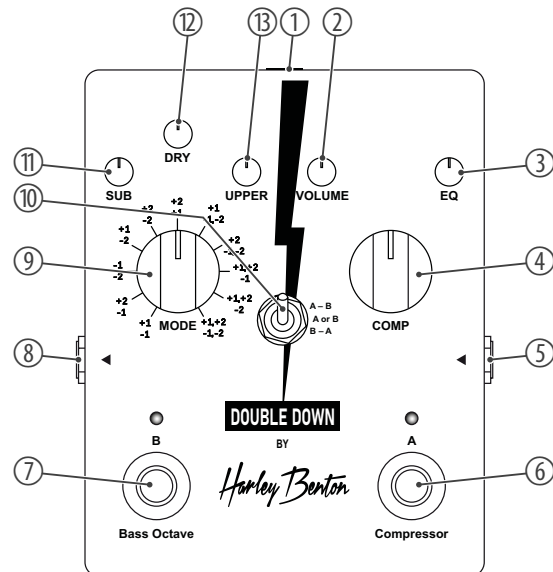 ⑫
⑬
①
②
DRY
⑪
SUB
UPPER
VOLUME
EQ
③
⑩
+2
-2
+2
+1
+1
-1,-2
+1
-2
+2
-1,-2
⑨
-1
-2
+1,+2
-1
+2
-1
+1,+2
-2
+1
-1
+1,+2
-1,-2
MODE
A – B
A or B
B – A
COMP
④
⑧
⑤
DOUBLE DOWN
BY
Harley Benton
B
A
⑦
⑥
Bass Octave
Compressor